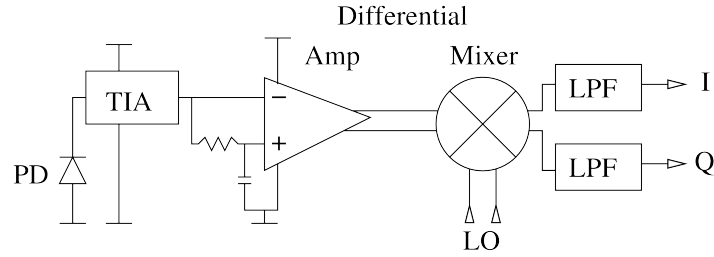 Differential
Amp
Mixer
TIA
−
+
LPF
I
PD
LPF
Q
LO